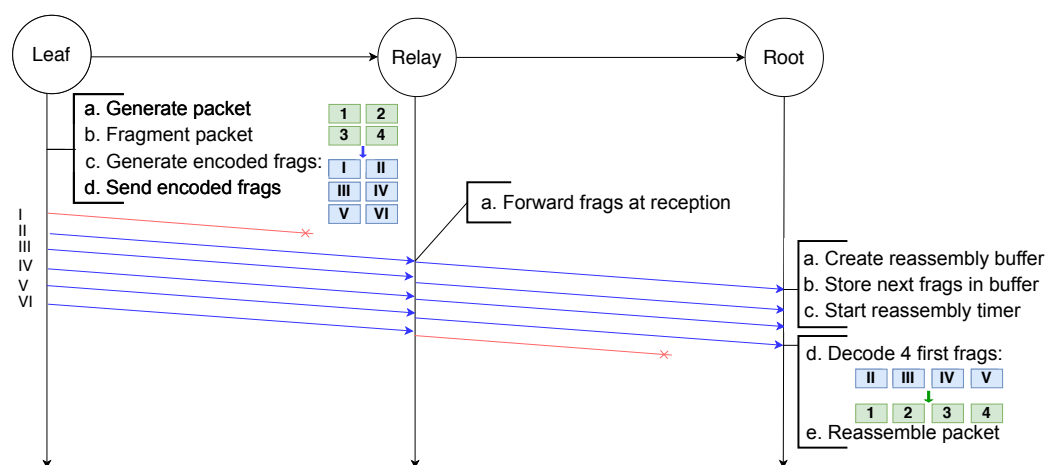 Leaf
Relay
Root
a. Generate packet
b. Fragment packet
c. Generate encoded frags:
d. Send encoded frags
1 2
3 4
I II
III IV
V VI
a. Forward frags at reception
I
II
III
IV
V
VI
a. Create reassembly buffer
b. Store next frags in buffer
c. Start reassembly timer
d. Decode 4 first frags:
II III IV V
1 2 3 4
e. Reassemble packet